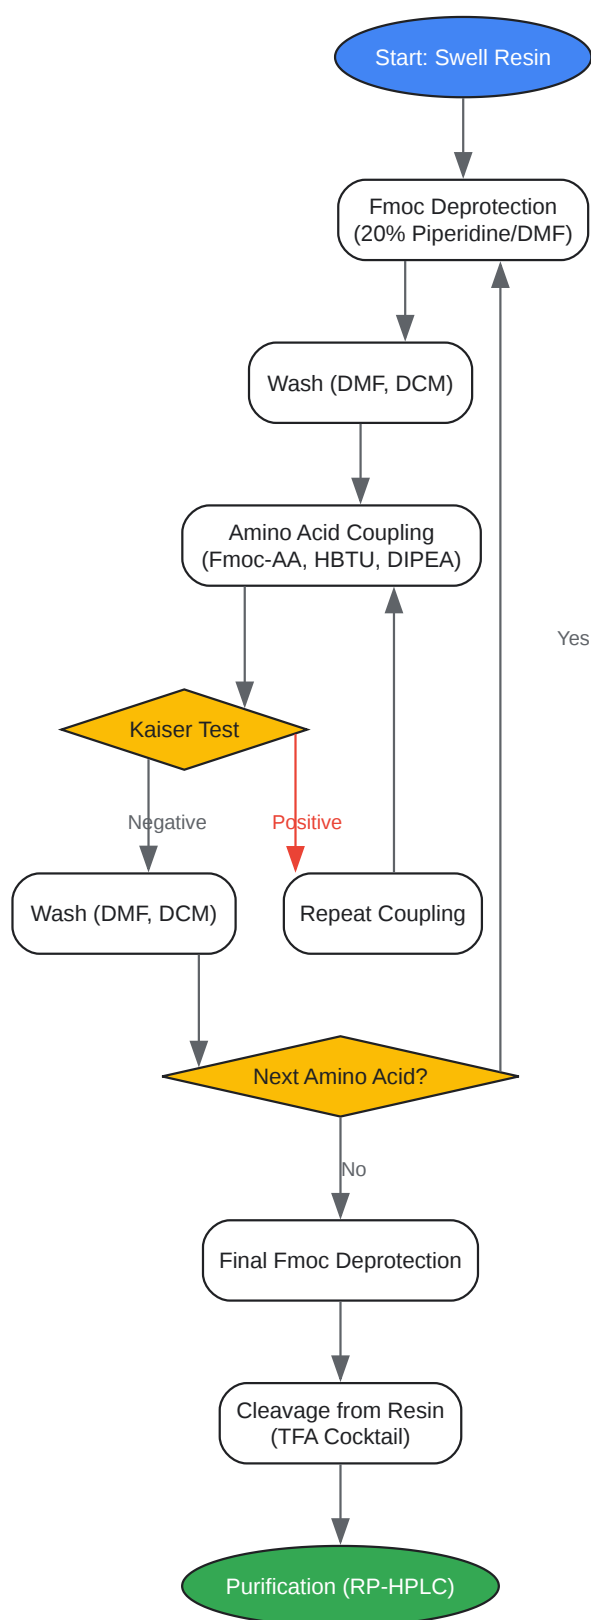 Start: Swell Resin
Fmoc Deprotection
(20% Piperidine/DMF)
Wash (DMF, DCM)
Amino Acid Coupling
(Fmoc-AA, HBTU, DIPEA)
Yes
Kaiser Test
Negative
Positive
Wash (DMF, DCM)
Repeat Coupling
Next Amino Acid?
No
Final Fmoc Deprotection
Cleavage from Resin
(TFA Cocktail)
Purification (RP-HPLC)